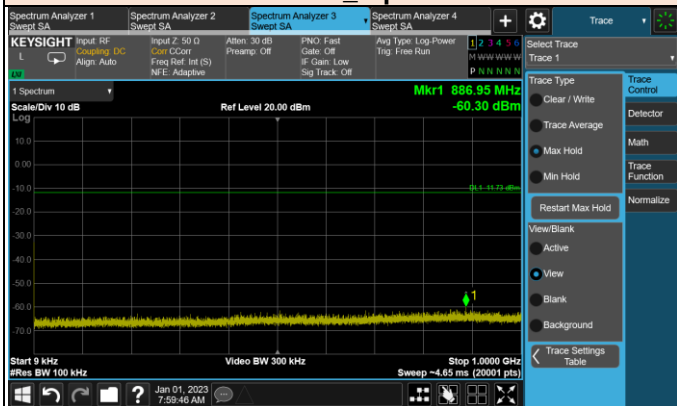 Spectrum Analyzer 1
Swept SA
Spectrum Analyzer 2
Swept SA
Spectrum Analyzer 3
Swept SA
Spectrum Analyzer 4
Swept SA
+
Trace
KEYSIGHT
L
LXI
Input: RF
Coupling: DC
Align: Auto
Input Z: 50 Ω
Corr CCorr
Freq Ref: Int (S)
NFE: Adaptive
Atten: 30 dB
Preamp: Off
PNO: Fast
Gate: Off
IF Gain: Low
Sig Track: Off
Avg Type: Log-Power
Trig: Free Run
1 2 3 4 5 6
M W W W W W
P N N N N N
Select Trace
Trace 1
1 Spectrum
Scale/Div 10 dB
Log
Ref Level 20.00 dBm
Mkr1 886.95 MHz
-60.30 dBm
10.0
0.00
-10.0
-20.0
-30.0
-40.0
-50.0
-60.0
-70.0
DL1 -11.73 dBm
1
Start 9 kHz
#Res BW 100 kHz
Video BW 300 kHz
Stop 1.0000 GHz
Sweep ~4.65 ms (20001 pts)
Trace Type
Clear / Write
Trace Average
Max Hold
Min Hold
Restart Max Hold
View/Blank
Active
View
Blank
Background
Trace Settings
Table
Trace
Control
Detector
Math
Trace
Function
Normalize
?
Jan 01, 2023
7:59:46 AM